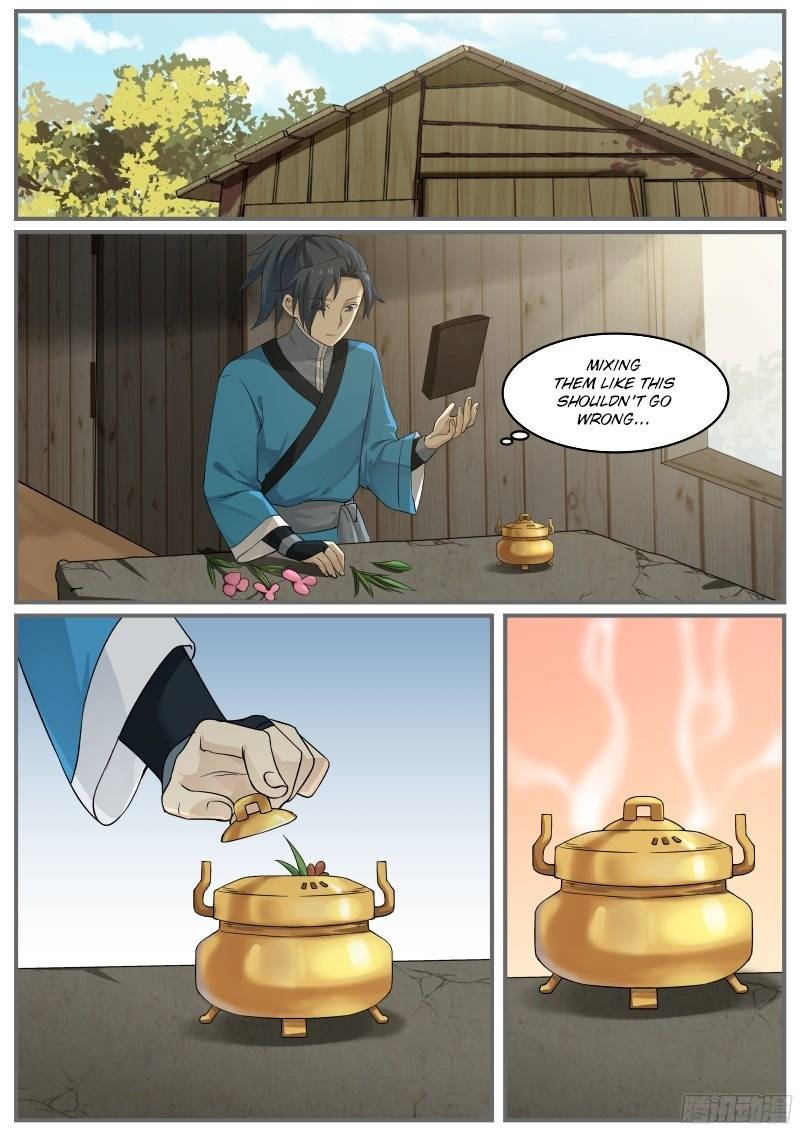 MIXING
THEM LIKE THIS
SHOULDN'T GO
WRONG...
腾讯动漫